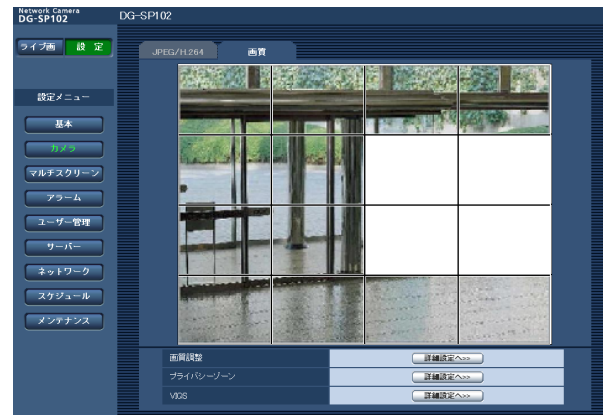 Network Camera
DG-SP102
DG-SP102
ライブ画
設 定
JPEG/H.264
画質
設定メニュー
基本
カメラ
マルチスクリーン
アラーム
ユーザー管理
サーバー
ネットワーク
スケジュール
メンテナンス
画質調整
詳細設定へ>>
プライバシーゾーン
詳細設定へ>>
VIQS
詳細設定へ>>